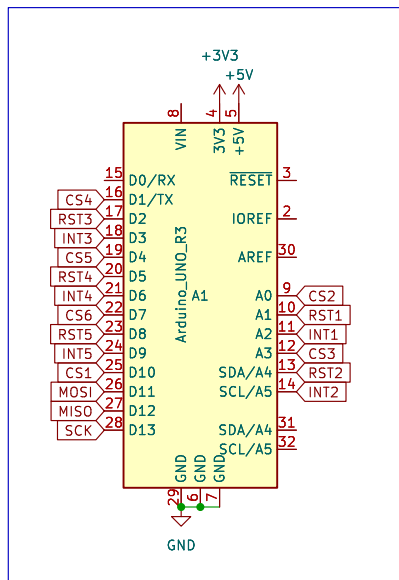 +3V3
+5V
8 4 5
VIN 3V3 +5V
15 D0/RX RESET 3
CS4 16 D1/TX
RST3 17 D2 IOREF 2
INT3 18 D3
CS5 19 D4 AREF 30
RST4 20 D5
INT4 21 D6 A1 A0 9 CS2
CS6 22 D7 A1 10 RST1
RST5 23 D8 A2 11 INT1
INT5 24 D9 A3 12 CS3
CS1 25 D10 SDA/A4 13 RST2
MOSI 26 D11 SCL/A5 14 INT2
MISO 27 D12
SCK 28 D13 SDA/A4 31
SCL/A5 32
Arduino_UNO_R3
GND GND GND
29 6 7
GND